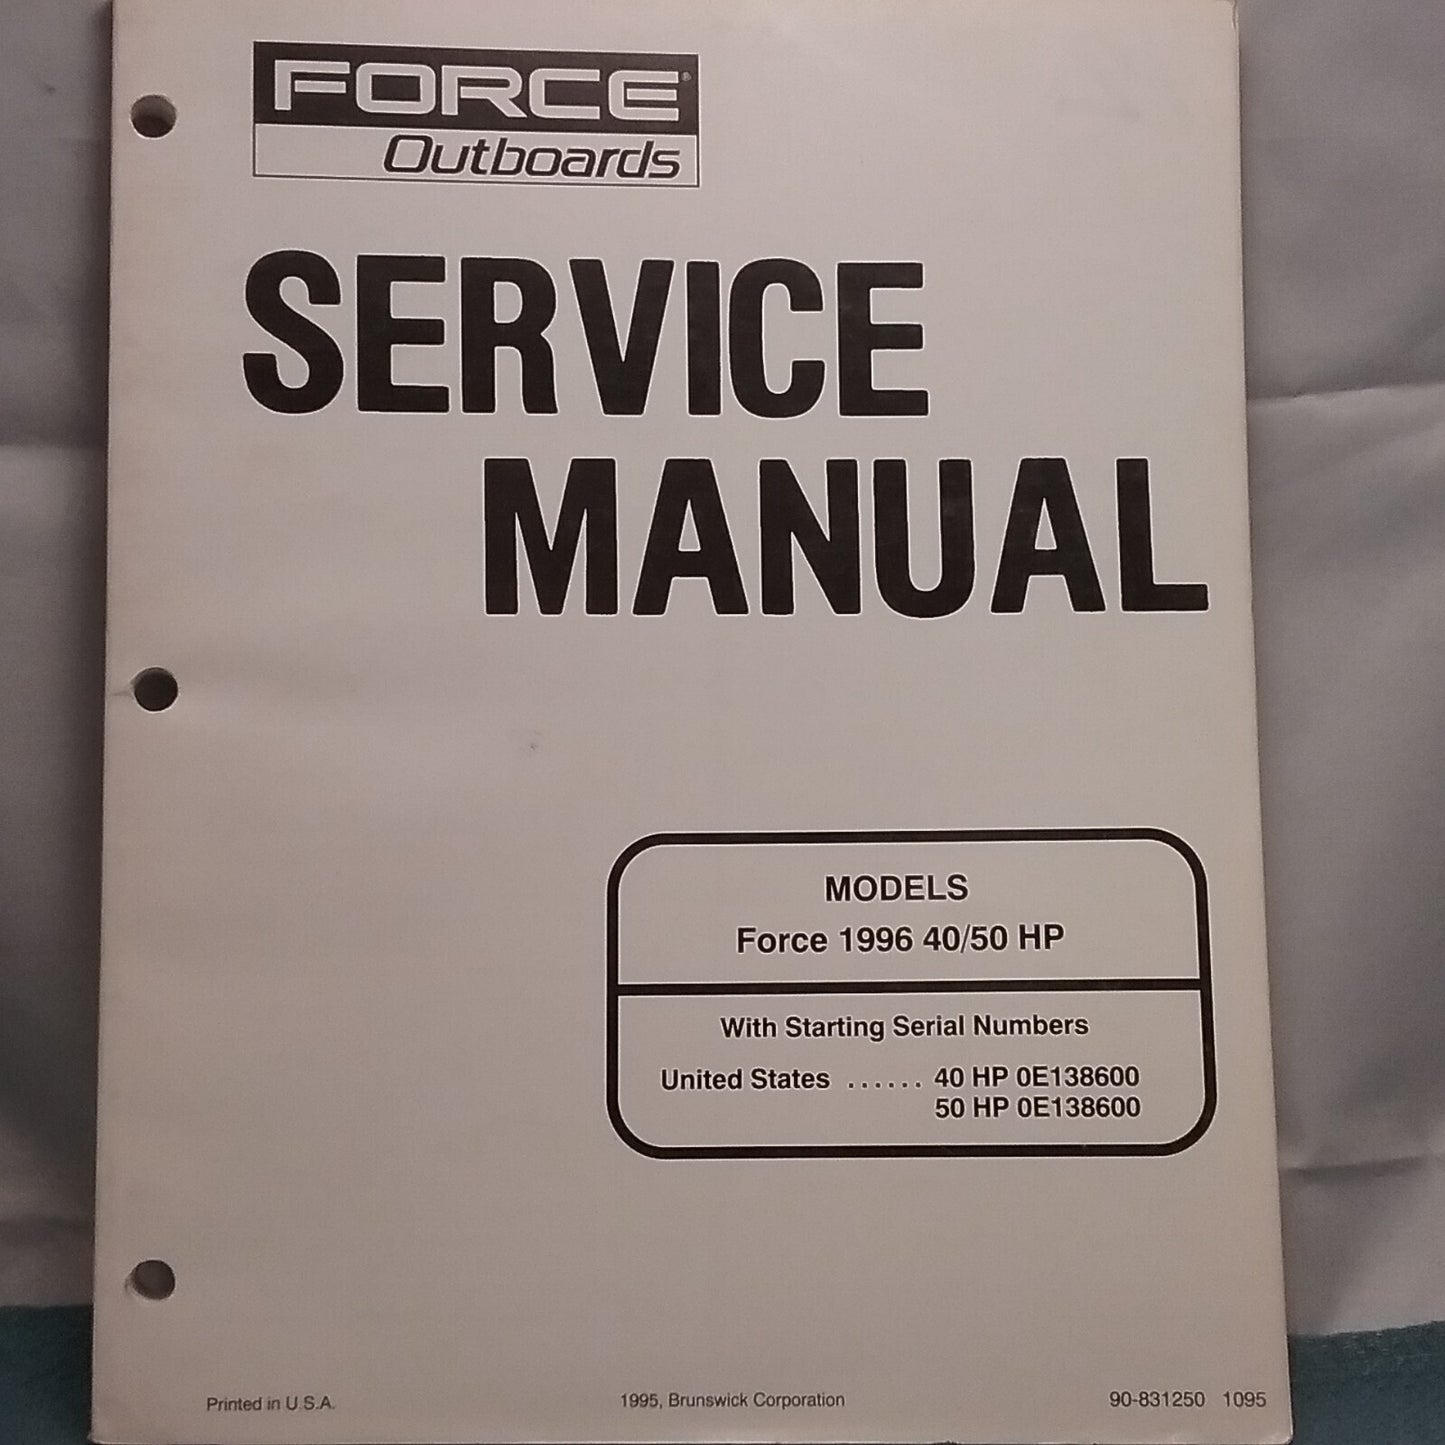 FORCE®
Outboards
SERVICE
MANUAL
MODELS
Force 1996 40/50 HP
With Starting Serial Numbers
United States ...... 40 HP 0E138600
50 HP 0E138600
Printed in U.S.A. 1995, Brunswick Corporation 90-831250 1095